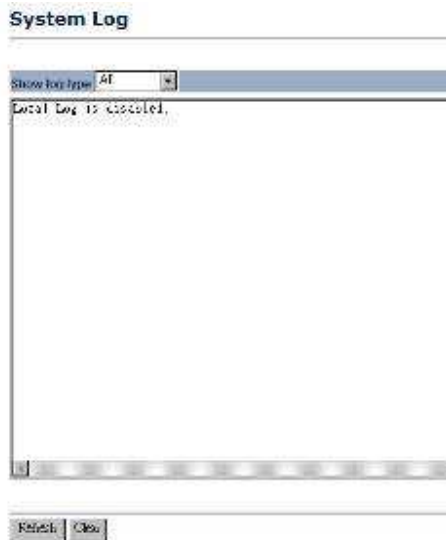 System Log
Show log type All
Local Log is disabled.
Refresh Clear